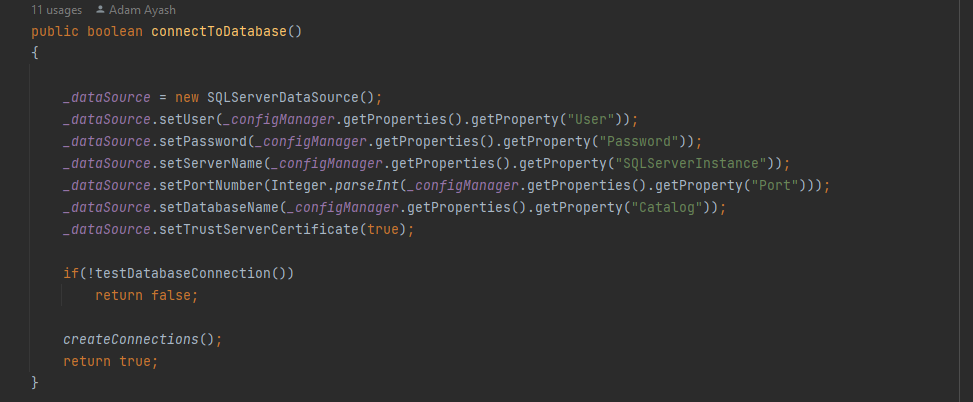 11 usages Adam Ayash
public boolean connectToDatabase()
{
_dataSource = new SQLServerDataSource();
_dataSource.setUser(_configManager.getProperties().getProperty("User"));
_dataSource.setPassword(_configManager.getProperties().getProperty("Password"));
_dataSource.setServerName(_configManager.getProperties().getProperty("SQLServerInstance"));
_dataSource.setPortNumber(Integer.parseInt(_configManager.getProperties().getProperty("Port")));
_dataSource.setDatabaseName(_configManager.getProperties().getProperty("Catalog"));
_dataSource.setTrustServerCertificate(true);
if(!testDatabaseConnection())
return false;
createConnections();
return true;
}